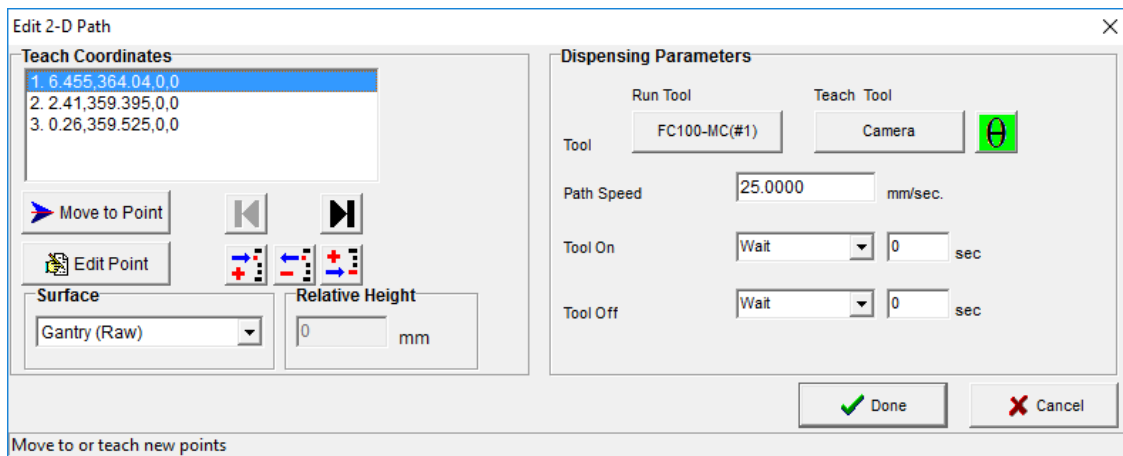 Edit 2-D Path
Teach Coordinates
1. 6.455,364.04,0,0
2. 2.41,359.395,0,0
3. 0.26,359.525,0,0
Move to Point
Edit Point
Surface
Gantry (Raw)
Relative Height
0 mm
Dispensing Parameters
Run Tool Teach Tool
Tool FC100-MC(#1) Camera θ
Path Speed 25.0000 mm/sec.
Tool On Wait 0 sec
Tool Off Wait 0 sec
Done Cancel
Move to or teach new points